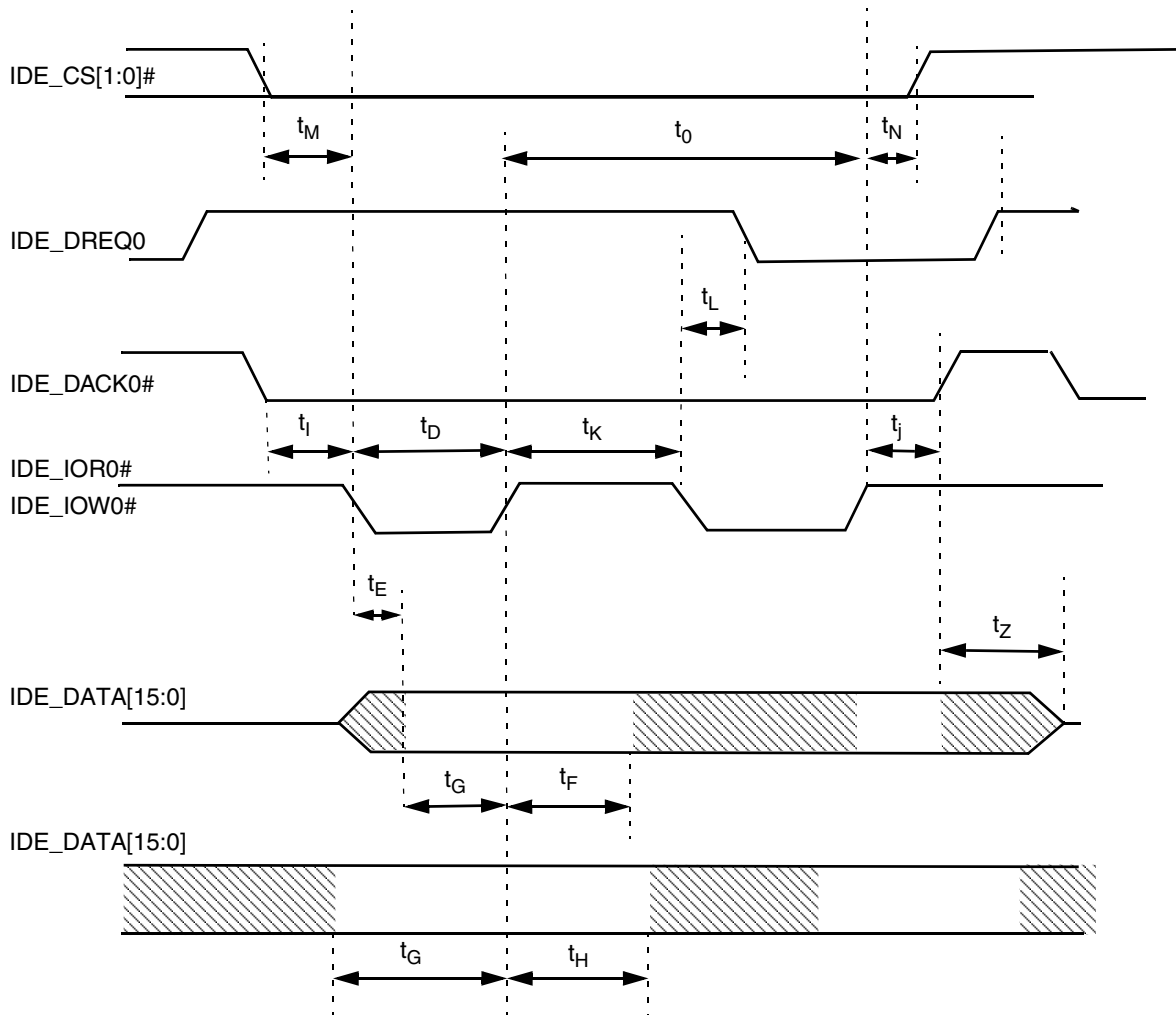 IDE_CS[1:0]#
tM
t0
tN
IDE_DREQ0
tL
IDE_DACK0#
tI
tD
tK
tj
IDE_IOR0#
IDE_IOW0#
tE
tZ
IDE_DATA[15:0]
tG
tF
IDE_DATA[15:0]
tG
tH